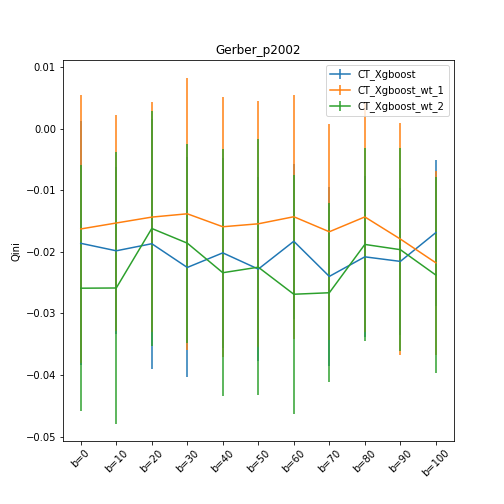 Gerber_p2002
CT_Xgboost
CT_Xgboost_wt_1
CT_Xgboost_wt_2
Qini
0.01
0.00
−0.01
−0.02
−0.03
−0.04
−0.05
b=0
b=10
b=20
b=30
b=40
b=50
b=60
b=70
b=80
b=90
b=100